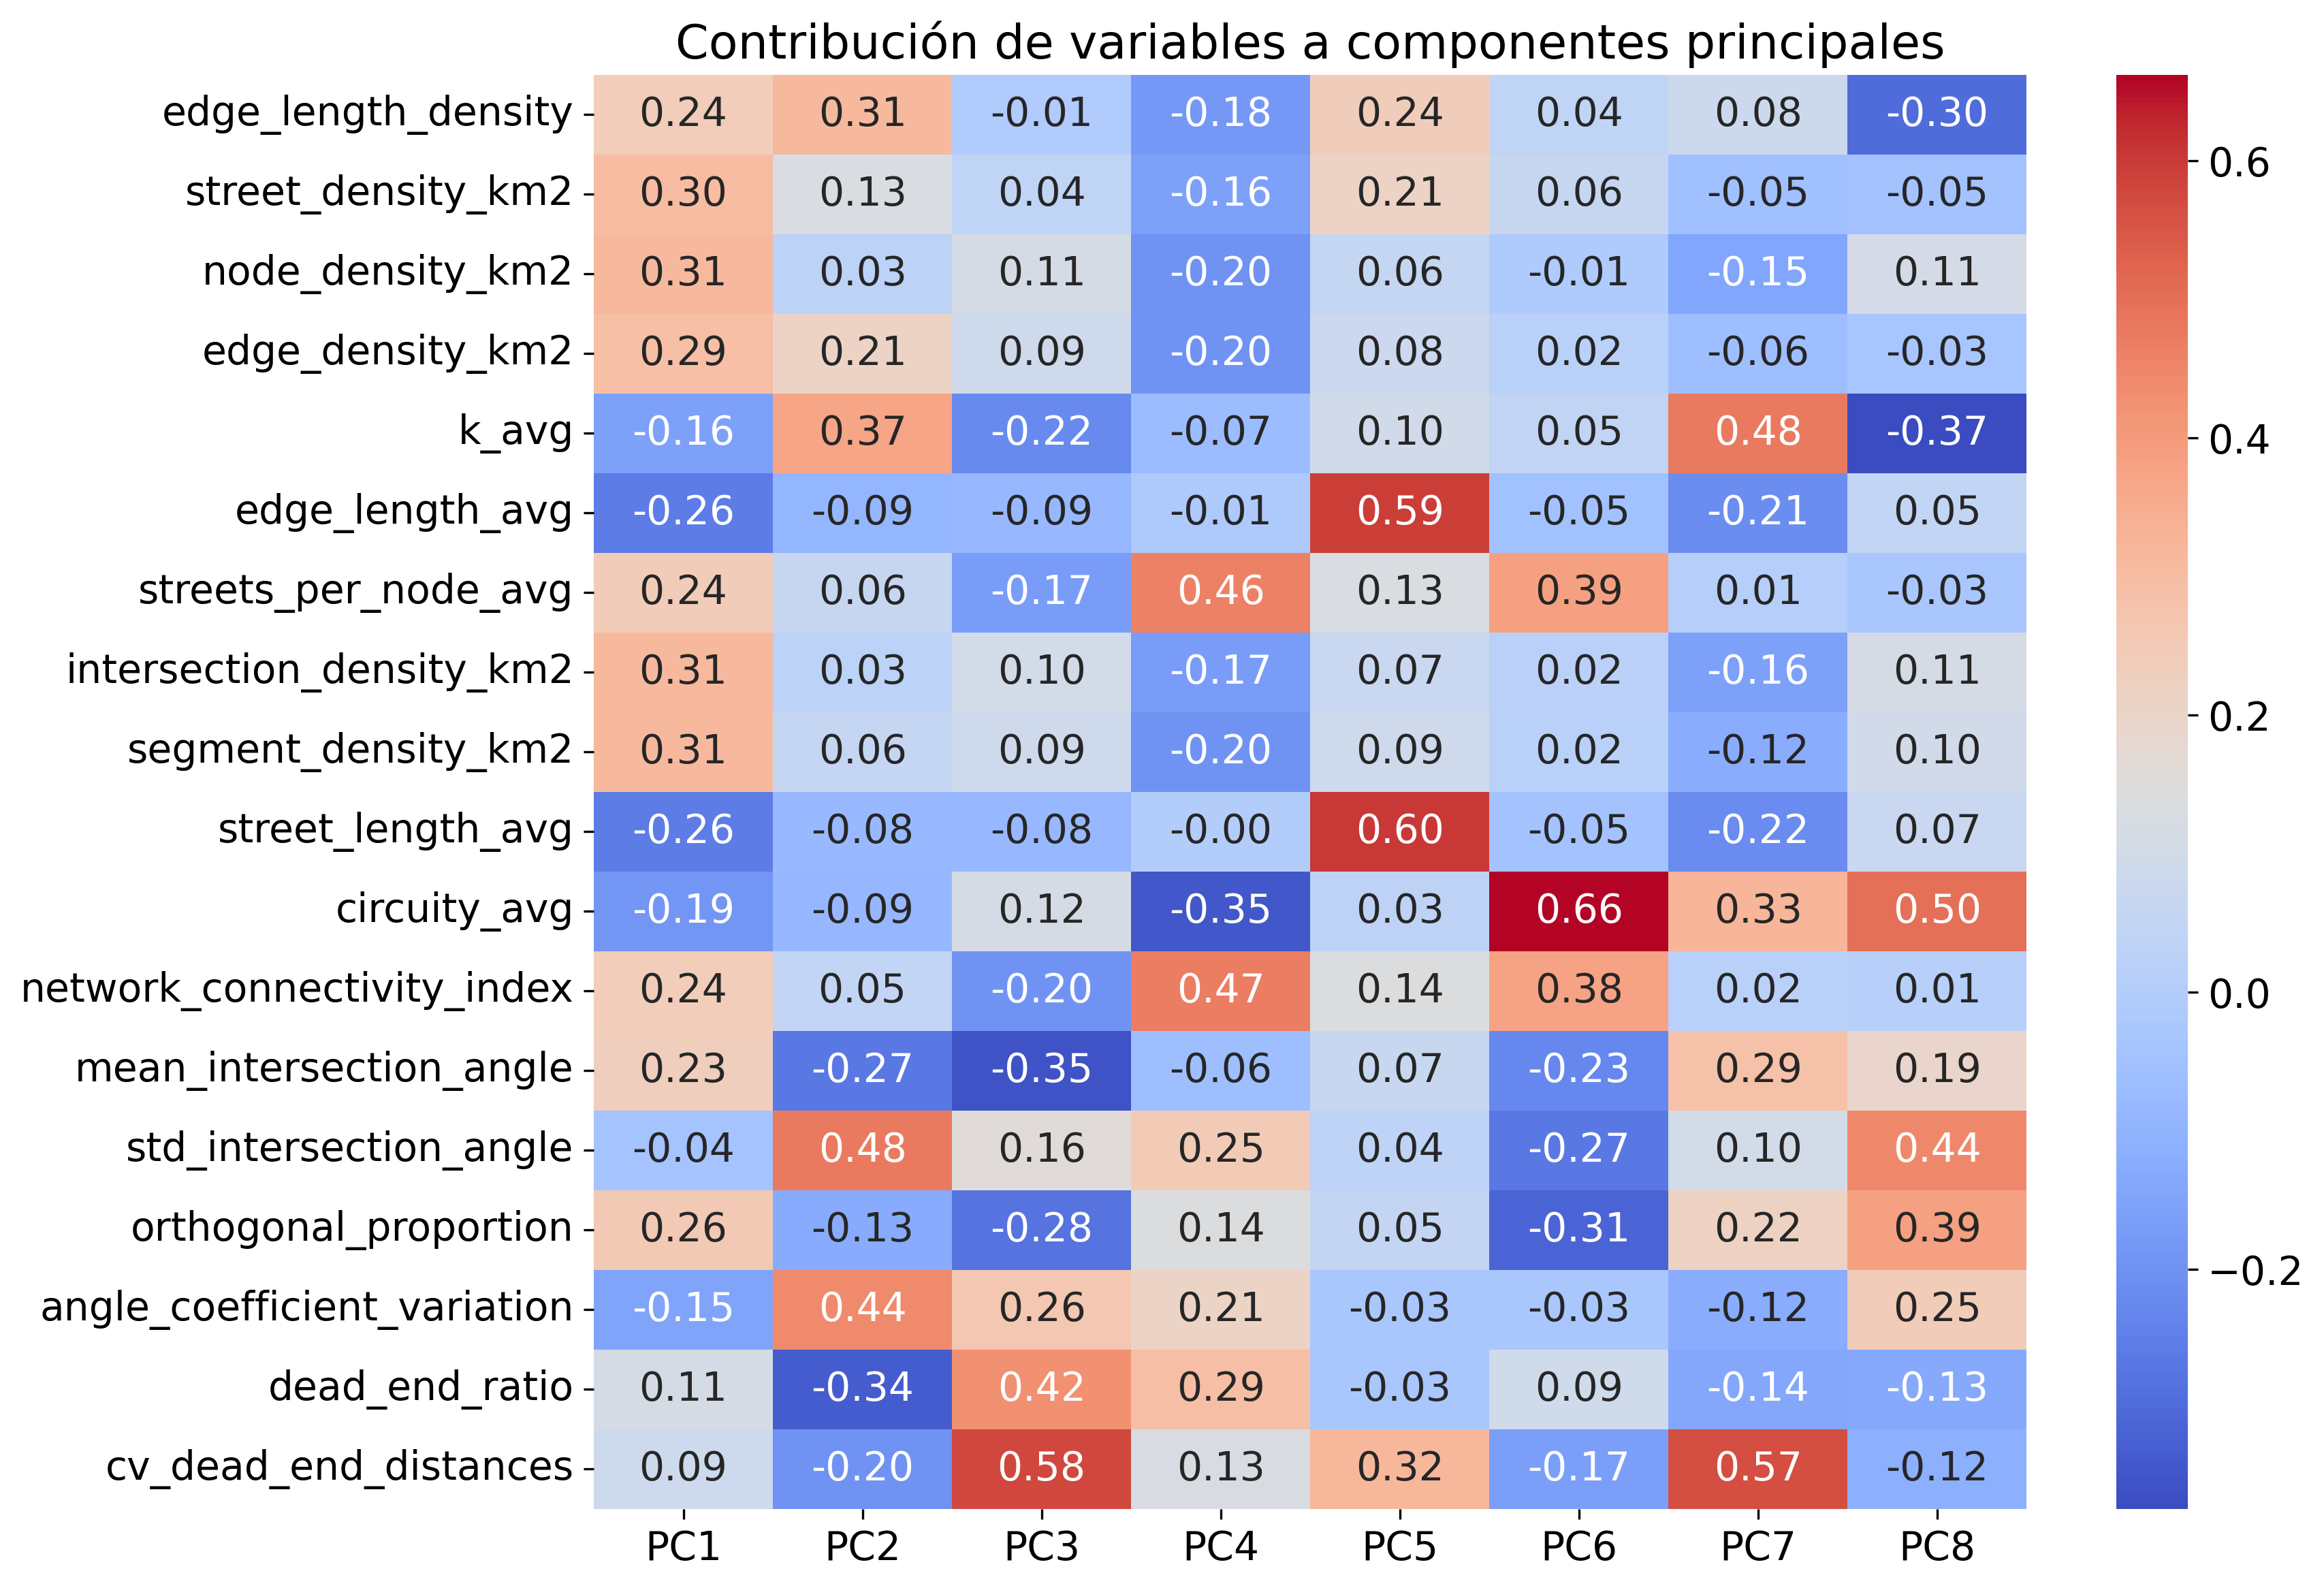 Contribución de variables a componentes principales
edge_length_density 0.24 0.31 -0.01 -0.18 0.24 0.04 0.08 -0.30
street_density_km2 0.30 0.13 0.04 -0.16 0.21 0.06 -0.05 -0.05
node_density_km2 0.31 0.03 0.11 -0.20 0.06 -0.01 -0.15 0.11
edge_density_km2 0.29 0.21 0.09 -0.20 0.08 0.02 -0.06 -0.03
k_avg -0.16 0.37 -0.22 -0.07 0.10 0.05 0.48 -0.37
edge_length_avg -0.26 -0.09 -0.09 -0.01 0.59 -0.05 -0.21 0.05
streets_per_node_avg 0.24 0.06 -0.17 0.46 0.13 0.39 0.01 -0.03
intersection_density_km2 0.31 0.03 0.10 -0.17 0.07 0.02 -0.16 0.11
segment_density_km2 0.31 0.06 0.09 -0.20 0.09 0.02 -0.12 0.10
street_length_avg -0.26 -0.08 -0.08 -0.00 0.60 -0.05 -0.22 0.07
circuity_avg -0.19 -0.09 0.12 -0.35 0.03 0.66 0.33 0.50
network_connectivity_index 0.24 0.05 -0.20 0.47 0.14 0.38 0.02 0.01
mean_intersection_angle 0.23 -0.27 -0.35 -0.06 0.07 -0.23 0.29 0.19
std_intersection_angle -0.04 0.48 0.16 0.25 0.04 -0.27 0.10 0.44
orthogonal_proportion 0.26 -0.13 -0.28 0.14 0.05 -0.31 0.22 0.39
angle_coefficient_variation -0.15 0.44 0.26 0.21 -0.03 -0.03 -0.12 0.25
dead_end_ratio 0.11 -0.34 0.42 0.29 -0.03 0.09 -0.14 -0.13
cv_dead_end_distances 0.09 -0.20 0.58 0.13 0.32 -0.17 0.57 -0.12
PC1 PC2 PC3 PC4 PC5 PC6 PC7 PC8
0.6
0.4
0.2
0.0
−0.2